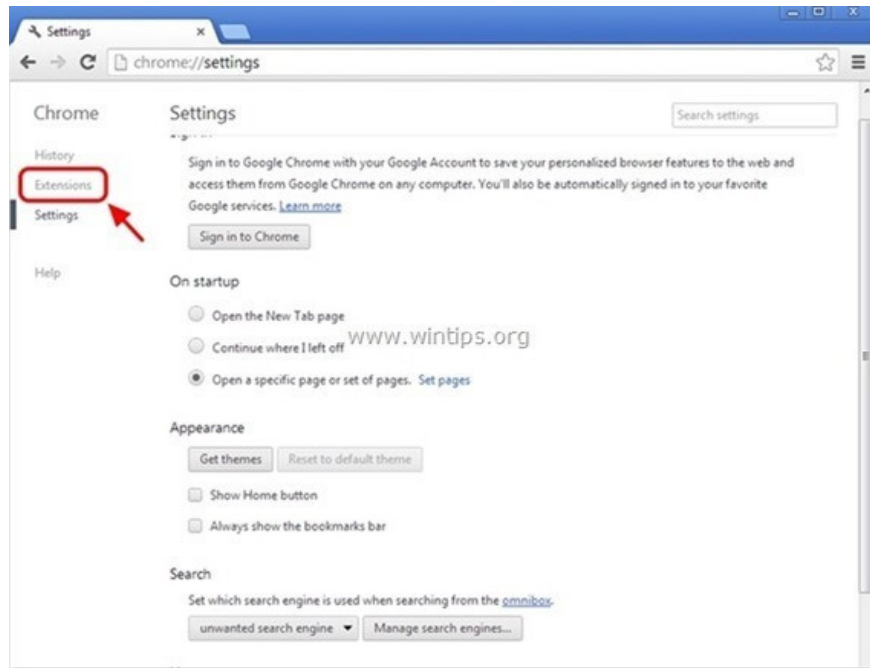 Settings
chrome://settings
Chrome
Settings
Search settings
History
Extensions
Settings
Help
Sign in to Google Chrome with your Google Account to save your personalized browser features to the web and
access them from Google Chrome on any computer. You'll also be automatically signed in to your favorite
Google services. Learn more
Sign in to Chrome
On startup
Open the New Tab page
Continue where I left off
www.wintips.org
Open a specific page or set of pages. Set pages
Appearance
Get themes
Reset to default theme
Show Home button
Always show the bookmarks bar
Search
Set which search engine is used when searching from the omnibox.
unwanted search engine
Manage search engines...